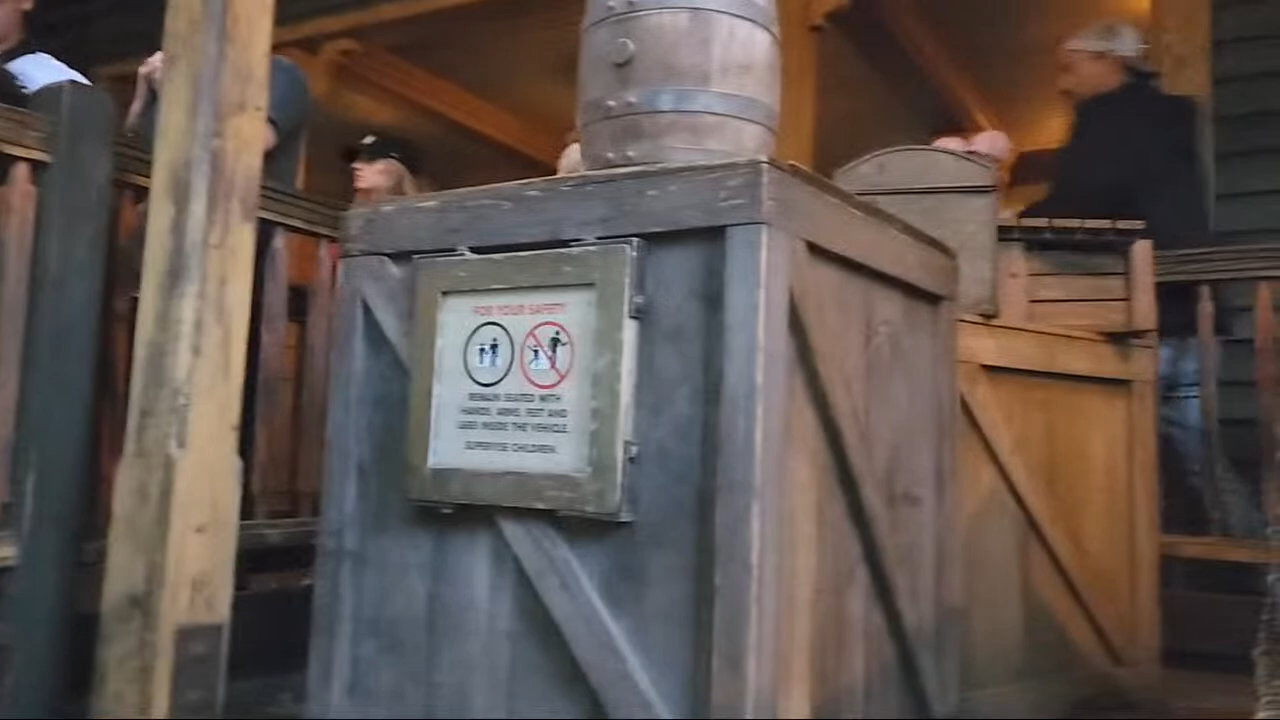 FOR YOUR SAFETY
REMAIN SEATED WITH
HANDS, ARMS, FEET AND
LEGS INSIDE THE VEHICLE.
SUPERVISE CHILDREN.